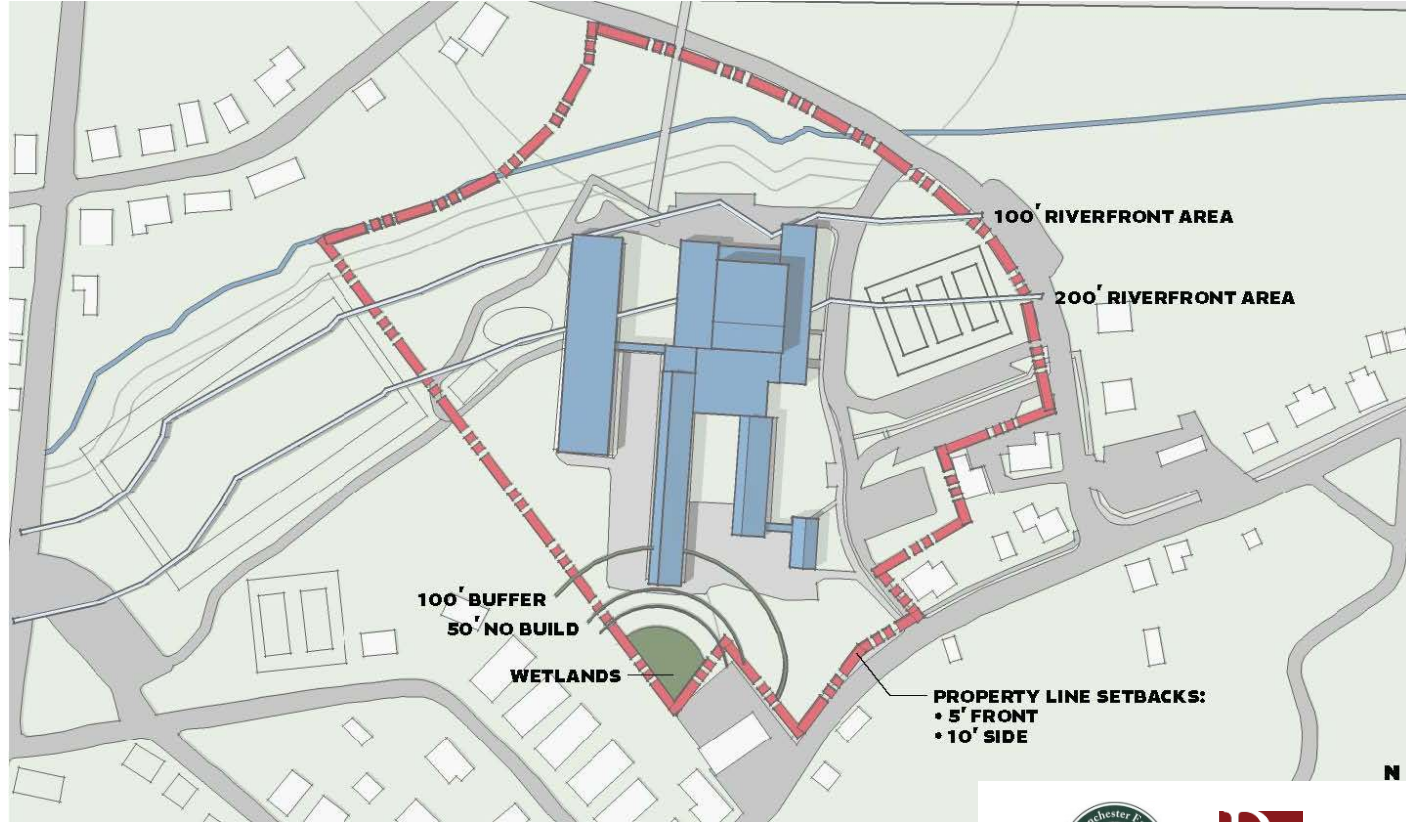 100' RIVERFRONT AREA
200' RIVERFRONT AREA
100' BUFFER
50' NO BUILD
WETLANDS
PROPERTY LINE SETBACKS:
• 5' FRONT
• 10' SIDE
N